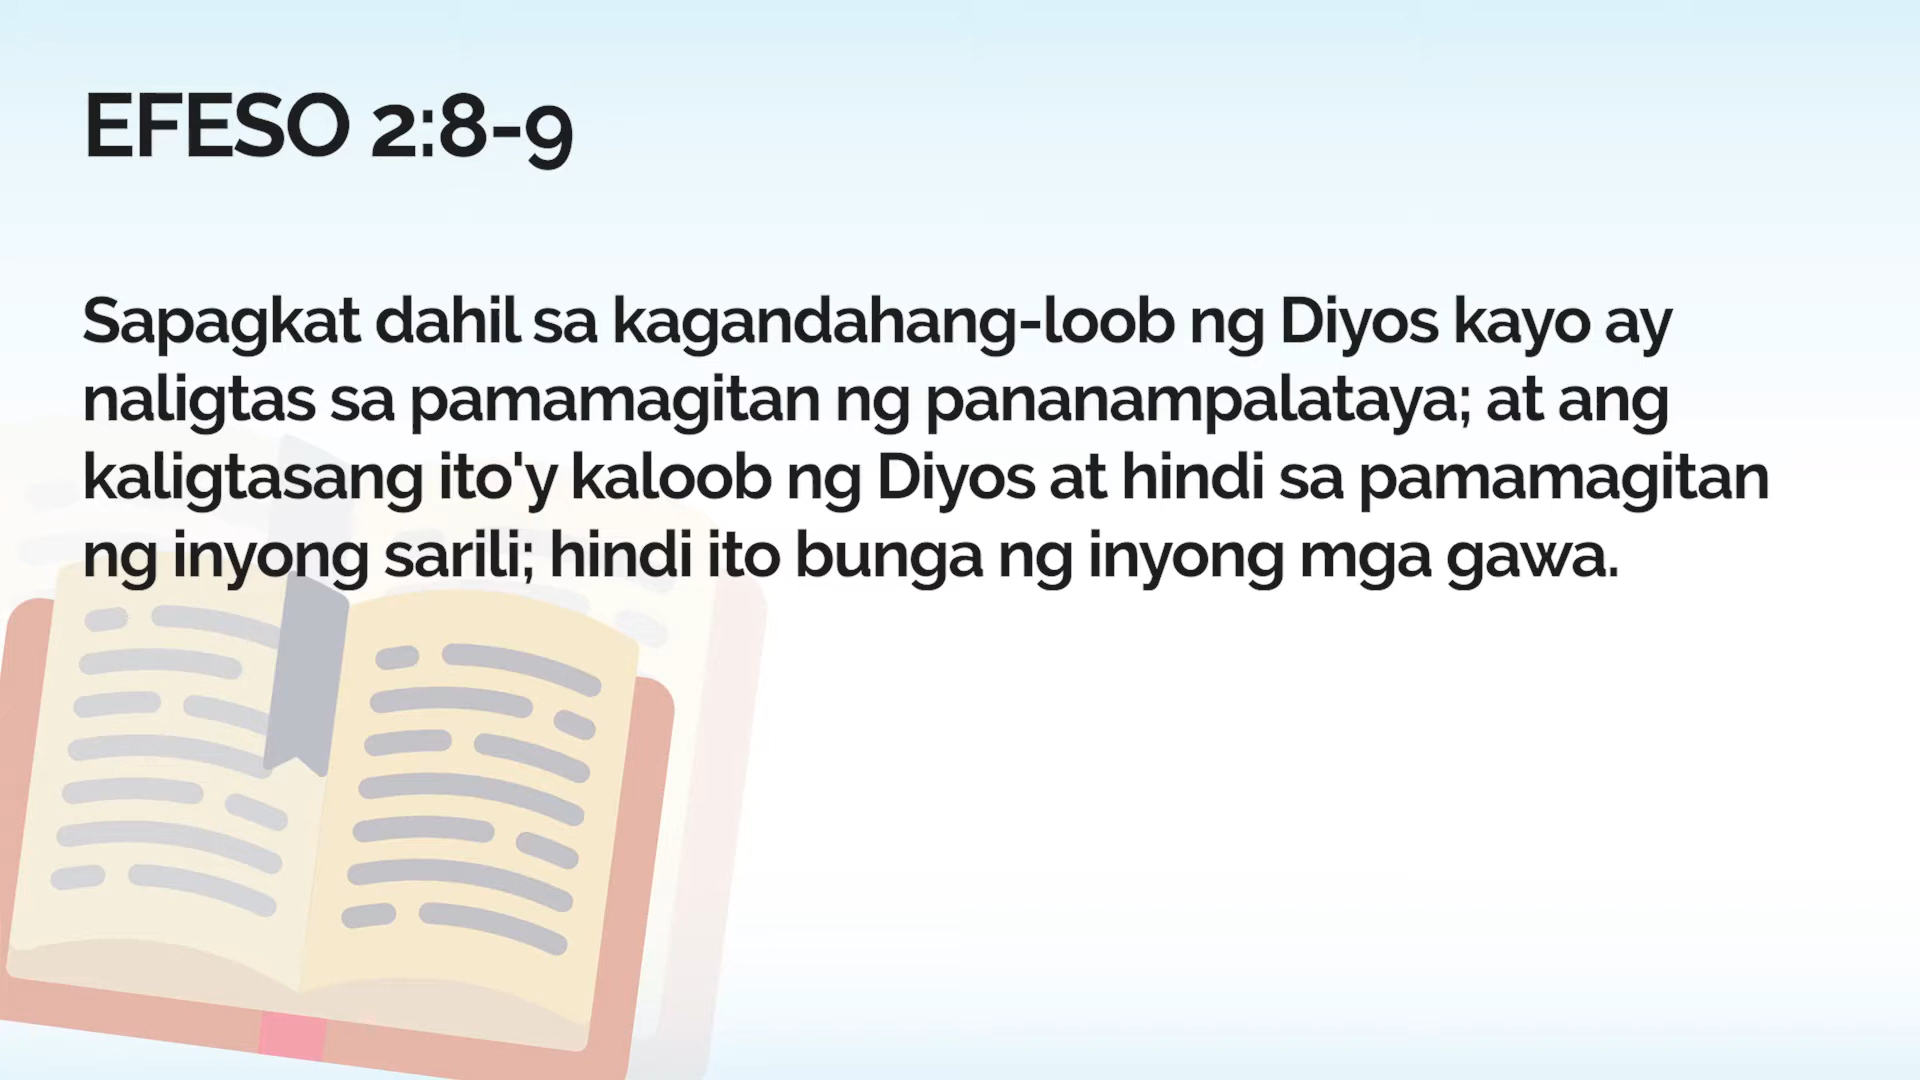 EFESO 2:8-9
Sapagkat dahil sa kagandahang-loob ng Diyos kayo ay
naligtas sa pamamagitan ng pananampalataya; at ang
kaligtasang ito'y kaloob ng Diyos at hindi sa pamamagitan
ng inyong sarili; hindi ito bunga ng inyong mga gawa.